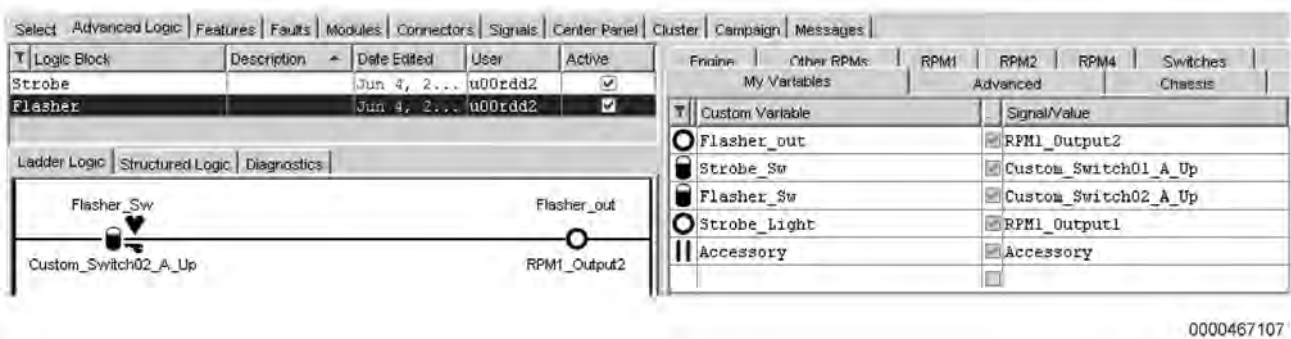 Select Advanced Logic Features Faults Modules Connectors Signals Center Panel Cluster Campaign Messages
Logic Block Description Date Edited User Active
Strobe Jun 4, 2... u00rdd2
Flasher Jun 4, 2... u00rdd2
Ladder Logic Structured Logic Diagnostics
Flasher_Sw Flasher_out
Custom_Switch02_A_Up RPM1_Output2
Engine Other RPMs RPM1 RPM2 RPM4 Switches
My Variables Advanced Chassis
Custom Variable ... Signal/Value
Flasher_out RPM1_Output2
Strobe_Sw Custom_Switch01_A_Up
Flasher_Sw Custom_Switch02_A_Up
Strobe_Light RPM1_Output1
Accessory Accessory
0000467107